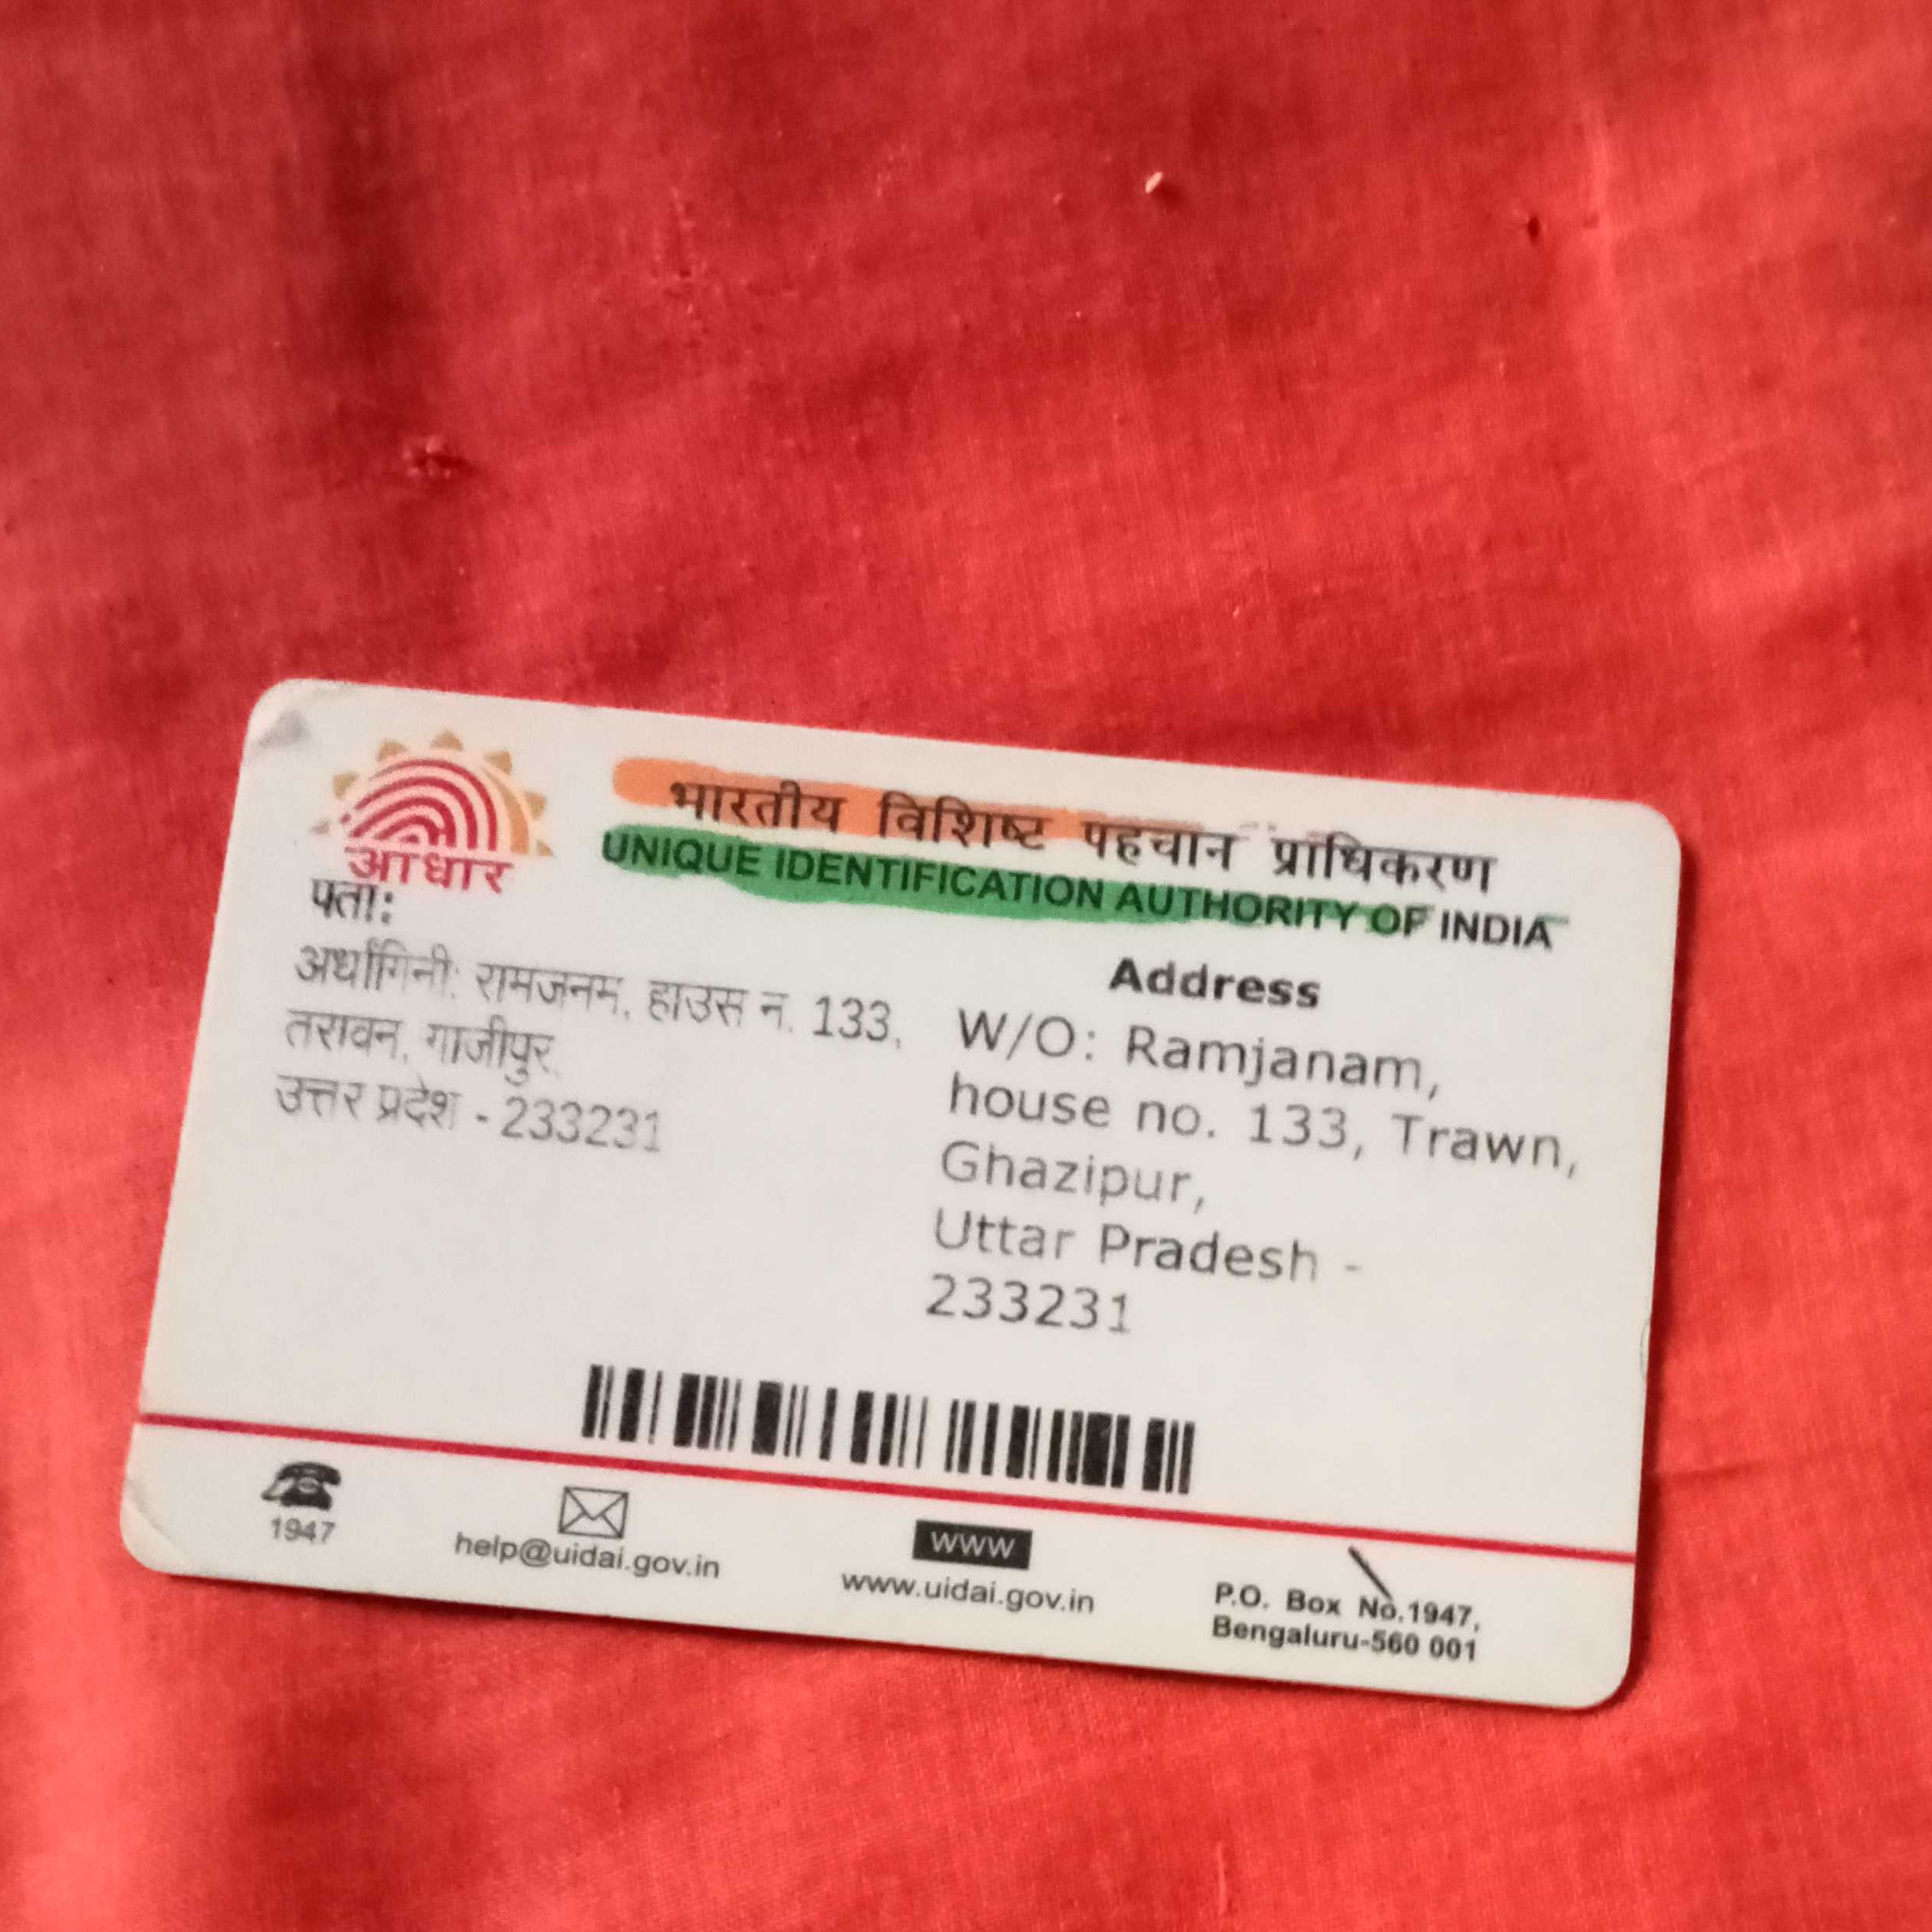 आधार
भारतीय विशिष्ट पहचान प्राधिकरण
UNIQUE IDENTIFICATION AUTHORITY OF INDIA
पता:
अर्धांगिनी: रामजनम, हाउस न. 133,
तरावन, गाजीपुर,
उत्तर प्रदेश - 233231
Address
W/O: Ramjanam,
house no. 133, Trawn,
Ghazipur,
Uttar Pradesh -
233231
1947
help@uidai.gov.in
www
www.uidai.gov.in
P.O. Box No.1947,
Bengaluru-560 001